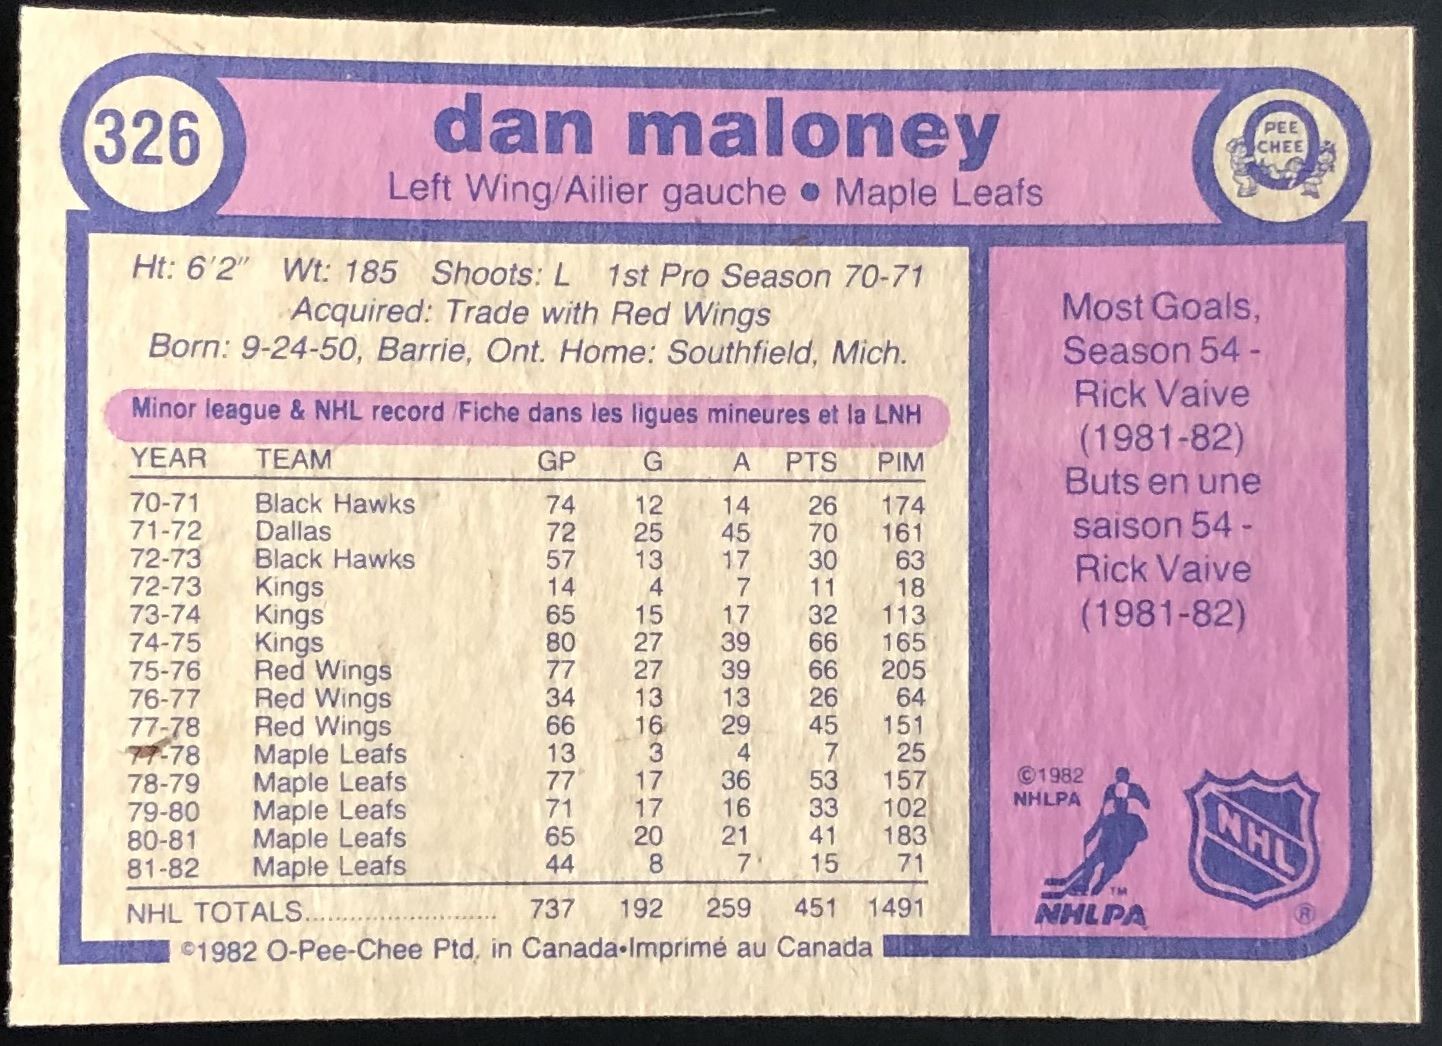 326
dan maloney
PEE
CHEE
Left Wing/Ailier gauche • Maple Leafs
Ht: 6'2" Wt: 185 Shoots: L 1st Pro Season 70-71
Acquired: Trade with Red Wings
Born: 9-24-50, Barrie, Ont. Home: Southfield, Mich.
Minor league & NHL record/Fiche dans les ligues mineures et la LNH
YEAR TEAM GP G A PTS PIM
70-71 Black Hawks 74 12 14 26 174
71-72 Dallas 72 25 45 70 161
72-73 Black Hawks 57 13 17 30 63
72-73 Kings 14 4 7 11 18
73-74 Kings 65 15 17 32 113
74-75 Kings 80 27 39 66 165
75-76 Red Wings 77 27 39 66 205
76-77 Red Wings 34 13 13 26 64
77-78 Red Wings 66 16 29 45 151
77-78 Maple Leafs 13 3 4 7 25
78-79 Maple Leafs 77 17 36 53 157
79-80 Maple Leafs 71 17 16 33 102
80-81 Maple Leafs 65 20 21 41 183
81-82 Maple Leafs 44 8 7 15 71
NHL TOTALS........................... 737 192 259 451 1491
©1982 O-Pee-Chee Ptd. in Canada•Imprimé au Canada
Most Goals,
Season 54 -
Rick Vaive
(1981-82)
Buts en une
saison 54 -
Rick Vaive
(1981-82)
©1982
NHLPA
TM
NHLPA
NHL
®